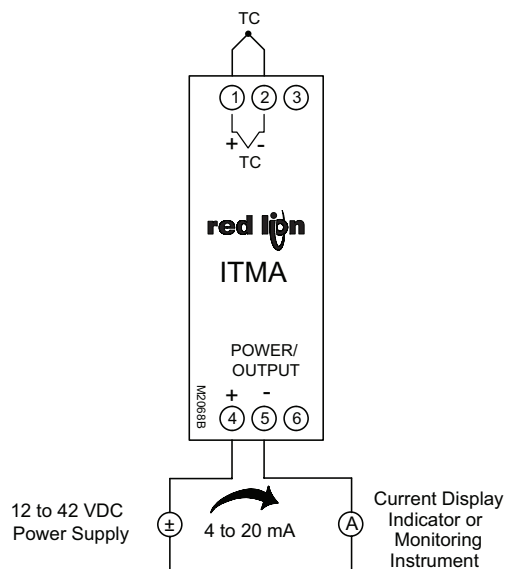 TC
1 2 3
+ -
TC
red lion
ITMA
POWER/
OUTPUT
M2068B
+ -
4 5 6
12 to 42 VDC
Power Supply
±
4 to 20 mA
A
Current Display
Indicator or
Monitoring
Instrument